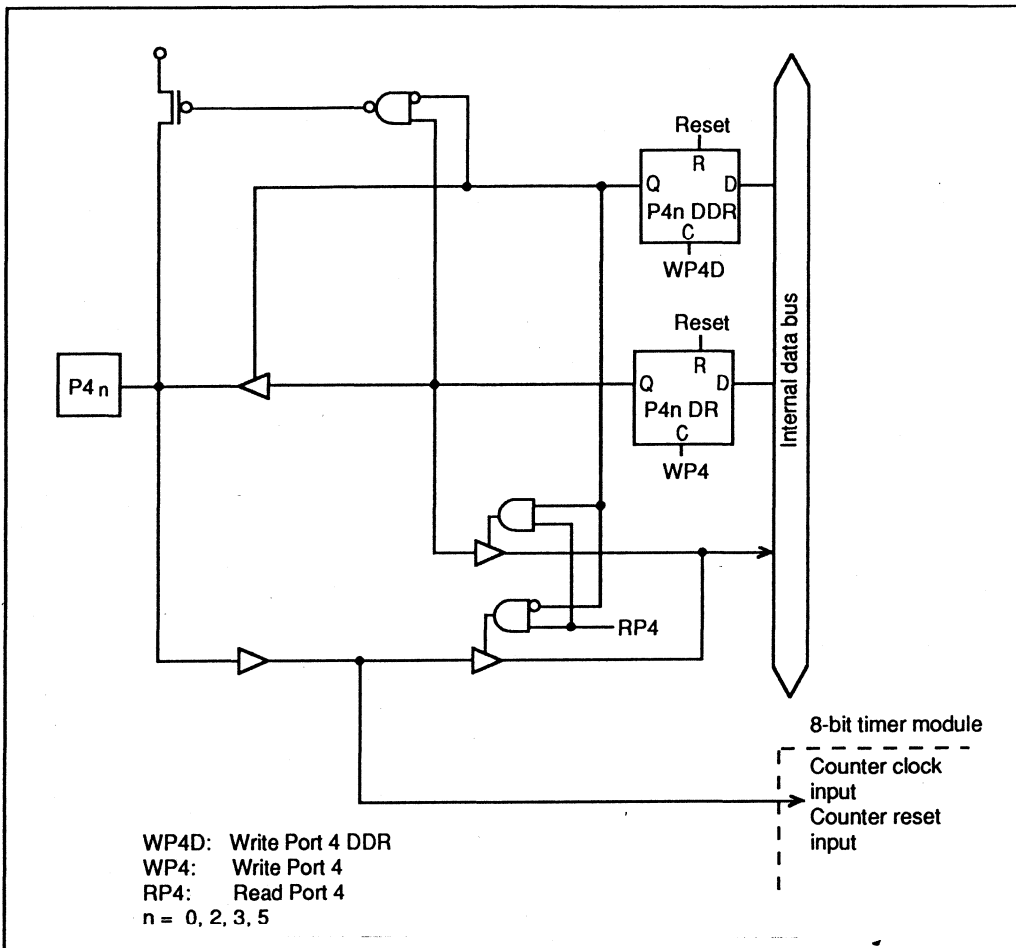 Reset
R
Q D
P4n DDR
C
WP4D
Reset
R
Q D
P4n DR
C
WP4
P4n
Internal data bus
RP4
8-bit timer module
Counter clock
input
Counter reset
input
WP4D: Write Port 4 DDR
WP4: Write Port 4
RP4: Read Port 4
n = 0, 2, 3, 5